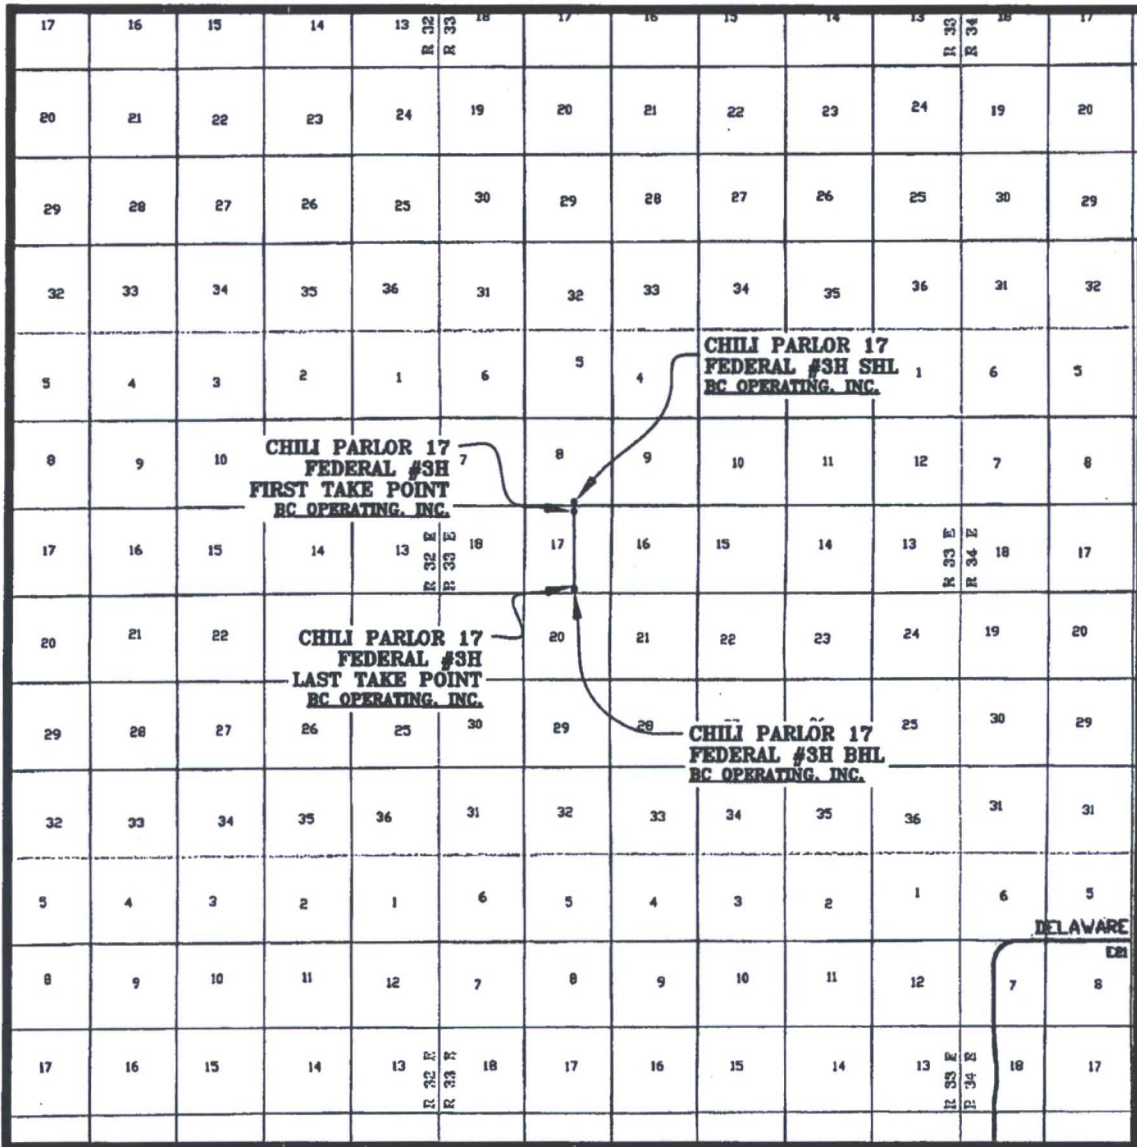 17 16 15 14 13 R 32 R 33 18 17 16 15 14 13 R 33 R 34 18 17
20 21 22 23 24 19 20 21 22 23 24 19 20
29 28 27 26 25 30 29 28 27 26 25 30 29
32 33 34 35 36 31 32 33 34 35 36 31 32
5 4 3 2 1 6 5 4 1 6 5
CHILI PARLOR 17
FEDERAL #3H SHL
BC OPERATING, INC.
8 9 10 7 8 9 10 11 12 7 8
CHILI PARLOR 17
FEDERAL #3H
FIRST TAKE POINT
BC OPERATING, INC.
17 16 15 14 13 R 32 E R 33 E 18 17 16 15 14 13 R 33 E R 34 E 18 17
20 21 22 20 21 22 23 24 19 20
CHILI PARLOR 17
FEDERAL #3H
LAST TAKE POINT
BC OPERATING, INC.
29 28 27 26 25 30 29 28 25 30 29
CHILI PARLOR 17
FEDERAL #3H BHL
BC OPERATING, INC.
32 33 34 35 36 31 32 33 34 35 36 31 31
5 4 3 2 1 6 5 4 3 2 1 6 5
DELAWARE
8 9 10 11 12 7 8 9 10 11 12 7 8
17 16 15 14 13 R 32 E R 33 E 18 17 16 15 14 13 R 33 E R 34 E 18 17